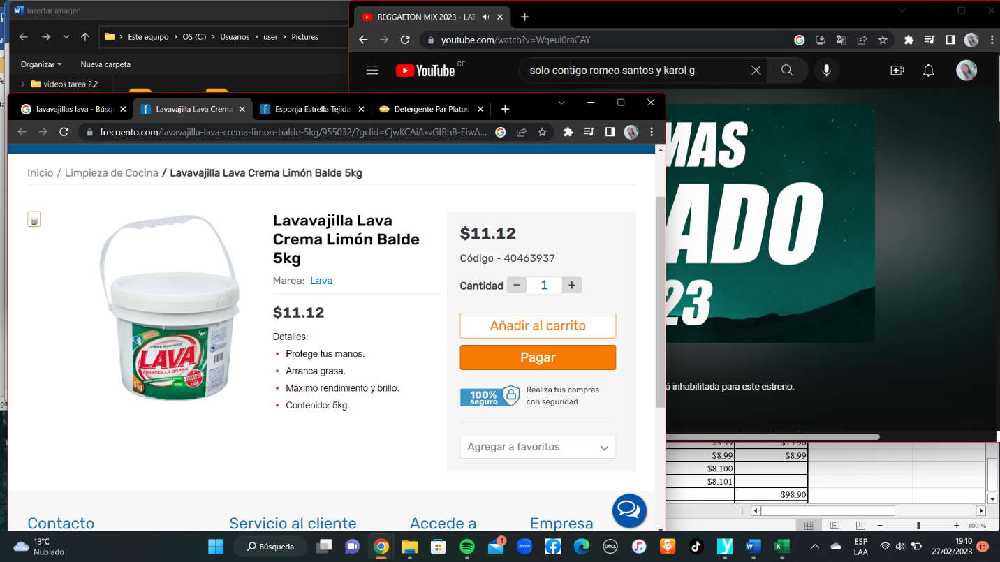 Insertar imagen
Este equipo > OS (C:) > Usuarios > user > Pictures
Organizar
Nueva carpeta
videos tarea 2.2
REGGAETON MIX 2023 - LAT
youtube.com/watch?v=Wgeul0raCAY
YouTube CE
solo contigo romeo santos y karol g
lavavajillas lava - Búsq
Lavavajilla Lava Crema
Esponja Estrella Tejida
Detergente Par Platos
frecuento.com/lavavajilla-lava-crema-limon-balde-5kg/955032/?gclid=CjwKCAiAxvGfBhB-EiwA...
Inicio / Limpieza de Cocina / Lavavajilla Lava Crema Limón Balde 5kg
Lavavajilla Lava
Crema Limón Balde
5kg
Marca: Lava
$11.12
Detalles:
• Protege tus manos.
• Arranca grasa.
• Máximo rendimiento y brillo.
• Contenido: 5kg.
crema lavavajilla
LAVA
ARRANCA LA GRASA
5kg
$11.12
Código - 40463937
Cantidad − 1 +
Añadir al carrito
Pagar
100%
seguro
Realiza tus compras
con seguridad
Agregar a favoritos
Contacto
Servicio al cliente
Accede a
Empresa
MAS
ADO
23
á inhabilitada para este estreno.
$8.99 $8.99
$8.100
$8.101
$98.90
100 %
13°C
Nublado
Búsqueda
1
zoom
DELL
ESP
LAA
19:10
27/02/2023
11